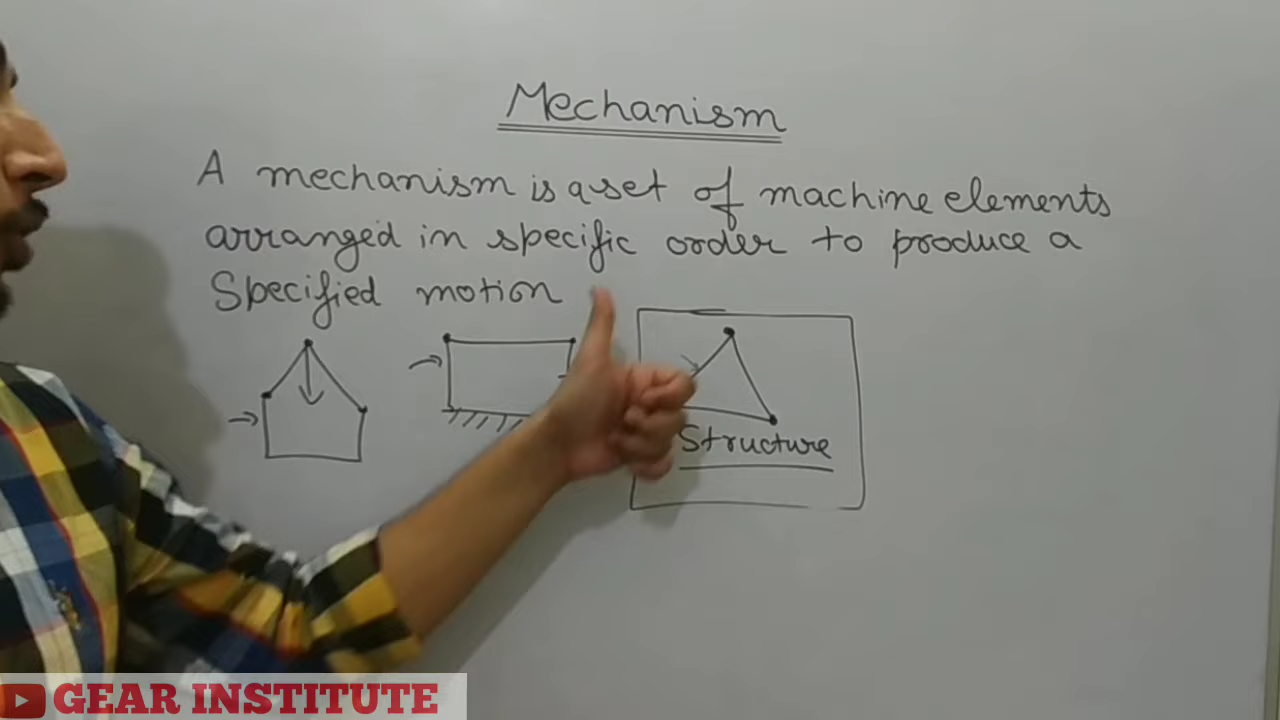 Mechanism
A mechanism is a set of machine elements
arranged in specific order to produce a
Specified motion
Structure
GEAR INSTITUTE